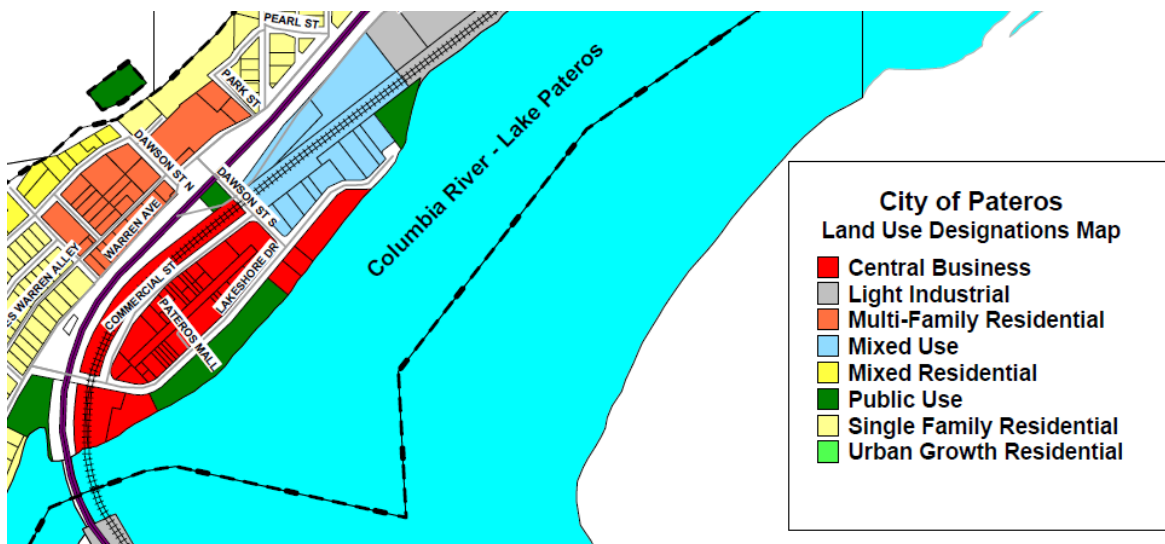 PEARL ST
PARK ST
DAWSON ST N
WARREN AVE
ES WARREN ALLEY
DAWSON ST S
COMMERCIAL ST
PATEROS MALL
LAKESHORE DR
Columbia River - Lake Pateros
City of Pateros
Land Use Designations Map
Central Business
Light Industrial
Multi-Family Residential
Mixed Use
Mixed Residential
Public Use
Single Family Residential
Urban Growth Residential